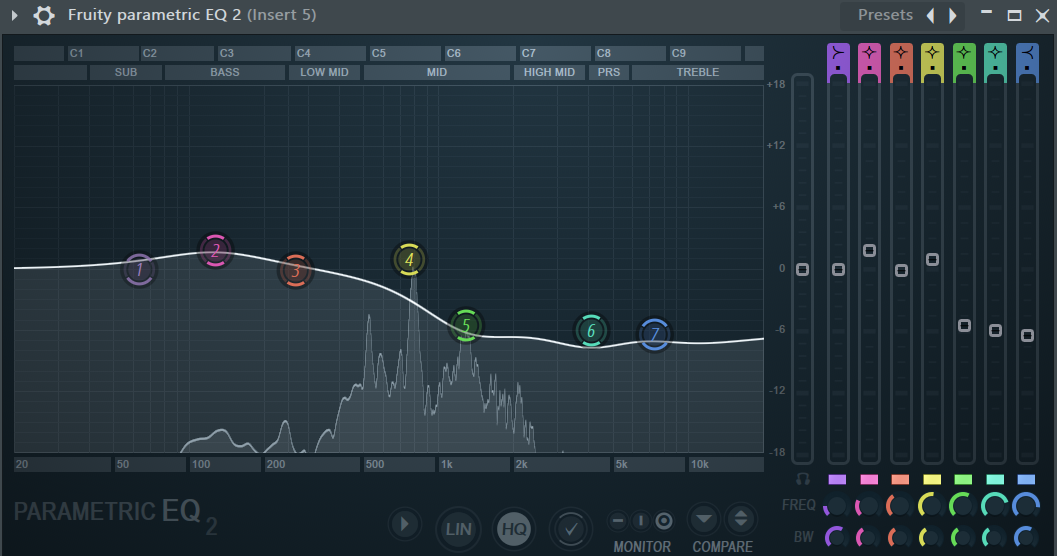 Fruity parametric EQ 2 (Insert 5) Presets
C1 C2 C3 C4 C5 C6 C7 C8 C9
SUB BASS LOW MID MID HIGH MID PRS TREBLE
+18
+12
+6
0
-6
-12
-18
1 2 3 4 5 6 7
20 50 100 200 500 1k 2k 5k 10k
FREQ
BW
PARAMETRIC EQ 2
LIN HQ
MONITOR COMPARE